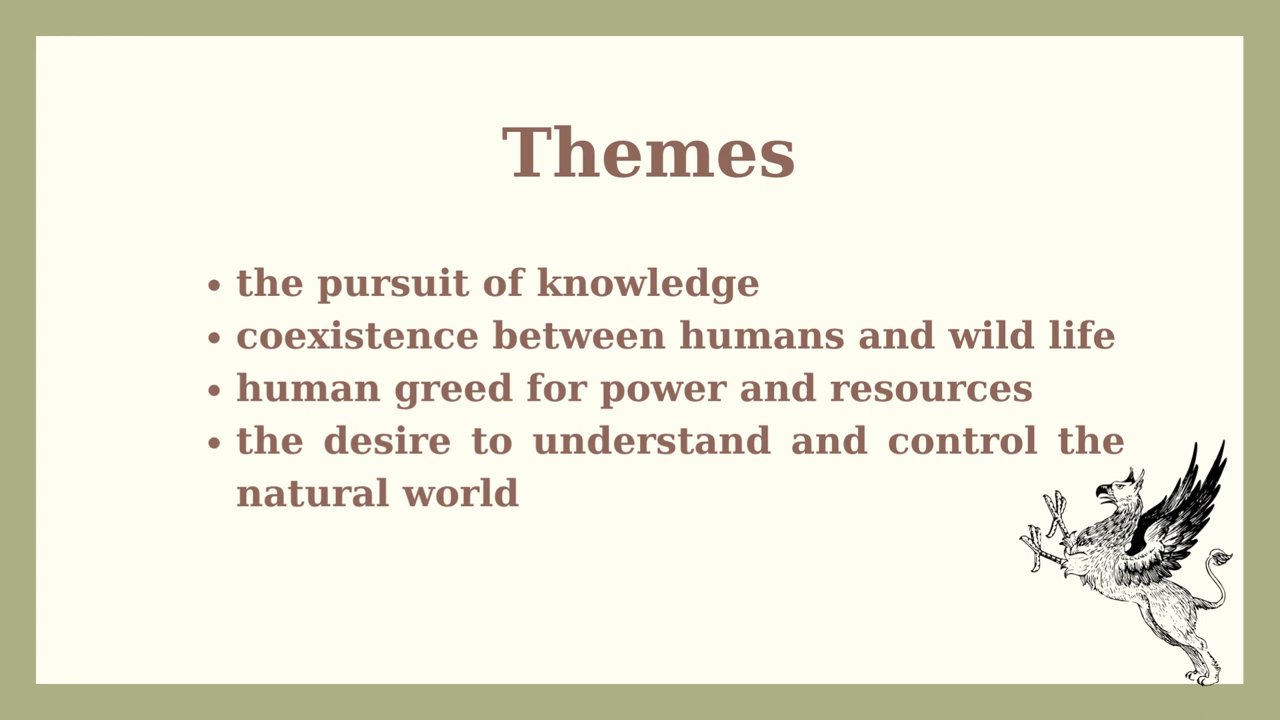 Themes
• the pursuit of knowledge
• coexistence between humans and wild life
• human greed for power and resources
• the desire to understand and control the
natural world